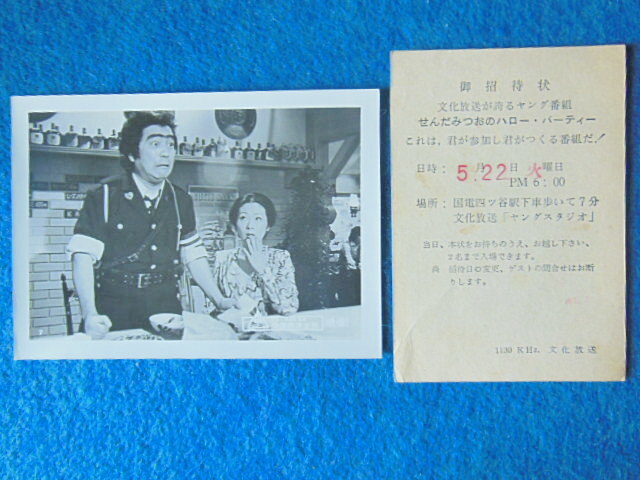 御招待状
文化放送が誇るヤング番組
せんだみつおのハロー・パーティー
これは、君が参加し君がつくる番組だ!
日時: 5月22日 火曜日
PM 6:00
場所: 国電四ツ谷駅下車歩いて7分
文化放送「ヤングスタジオ」
当日、本状をお持ちのうえ、お越し下さい。
2名まで入場できます。
尚 招待日の変更、ゲストの問合せはお断
りします。
1130 KHz. 文化放送